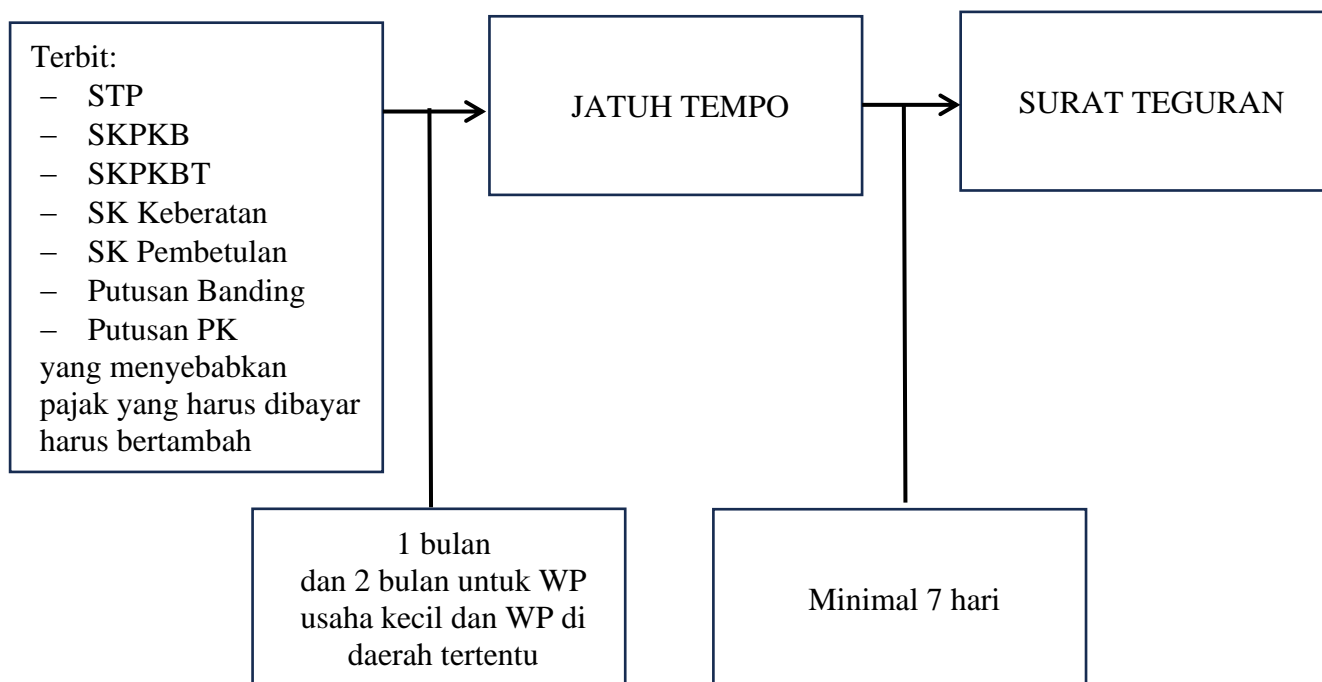 Terbit:
– STP
– SKPKB
– SKPKBT
– SK Keberatan
– SK Pembetulan
– Putusan Banding
– Putusan PK
yang menyebabkan
pajak yang harus dibayar
harus bertambah
JATUH TEMPO
SURAT TEGURAN
1 bulan
dan 2 bulan untuk WP
usaha kecil dan WP di
daerah tertentu
Minimal 7 hari